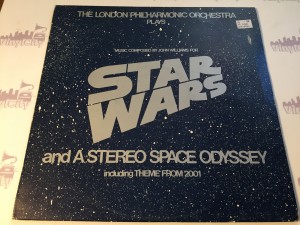 THE LONDON PHILHARMONIC ORCHESTRA
PLAYS
MUSIC COMPOSED BY JOHN WILLIAMS FOR
STAR
WARS
and A STEREO SPACE ODYSSEY
including 'THEME FROM 2001'